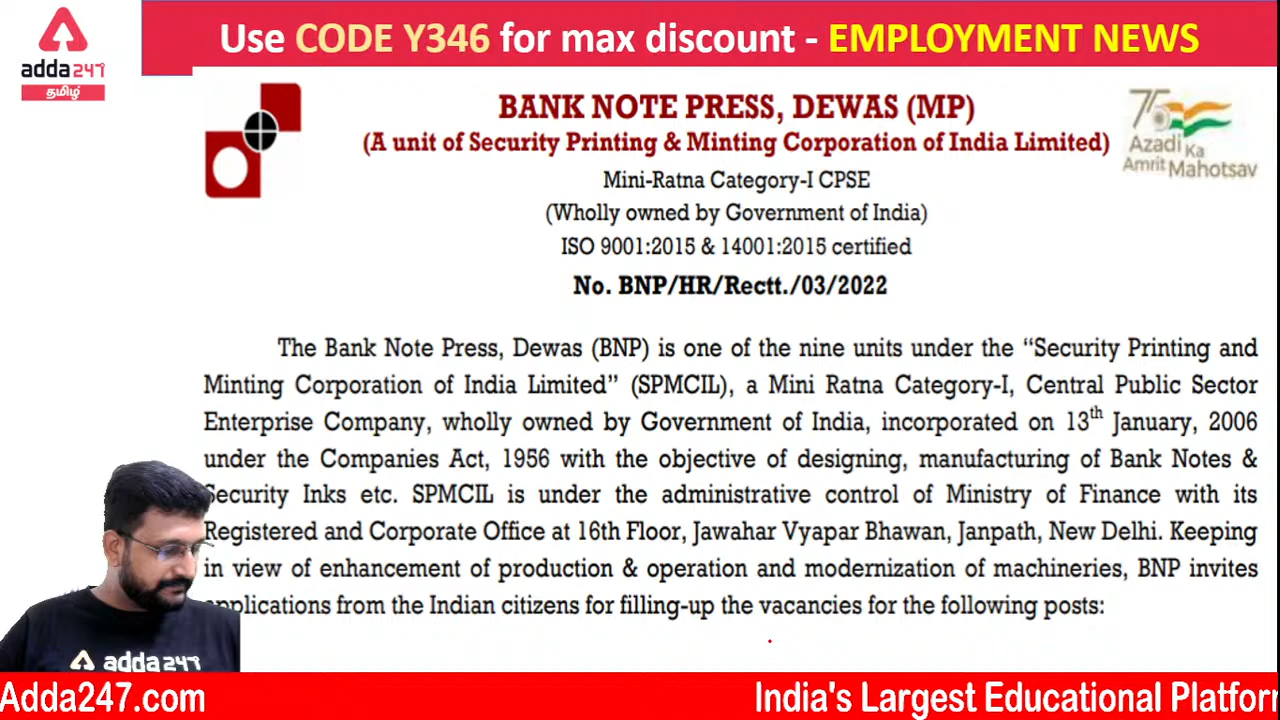 adda247
தமிழ்
Use CODE Y346 for max discount - EMPLOYMENT NEWS
BANK NOTE PRESS, DEWAS (MP)
(A unit of Security Printing & Minting Corporation of India Limited)
Mini-Ratna Category-I CPSE
(Wholly owned by Government of India)
ISO 9001:2015 & 14001:2015 certified
No. BNP/HR/Rectt./03/2022
75
Azadi Ka
Amrit Mahotsav
The Bank Note Press, Dewas (BNP) is one of the nine units under the “Security Printing and
Minting Corporation of India Limited” (SPMCIL), a Mini Ratna Category-I, Central Public Sector
Enterprise Company, wholly owned by Government of India, incorporated on 13th January, 2006
under the Companies Act, 1956 with the objective of designing, manufacturing of Bank Notes &
Security Inks etc. SPMCIL is under the administrative control of Ministry of Finance with its
Registered and Corporate Office at 16th Floor, Jawahar Vyapar Bhawan, Janpath, New Delhi. Keeping
in view of enhancement of production & operation and modernization of machineries, BNP invites
applications from the Indian citizens for filling-up the vacancies for the following posts:
adda247
Adda247.com
India's Largest Educational Platform